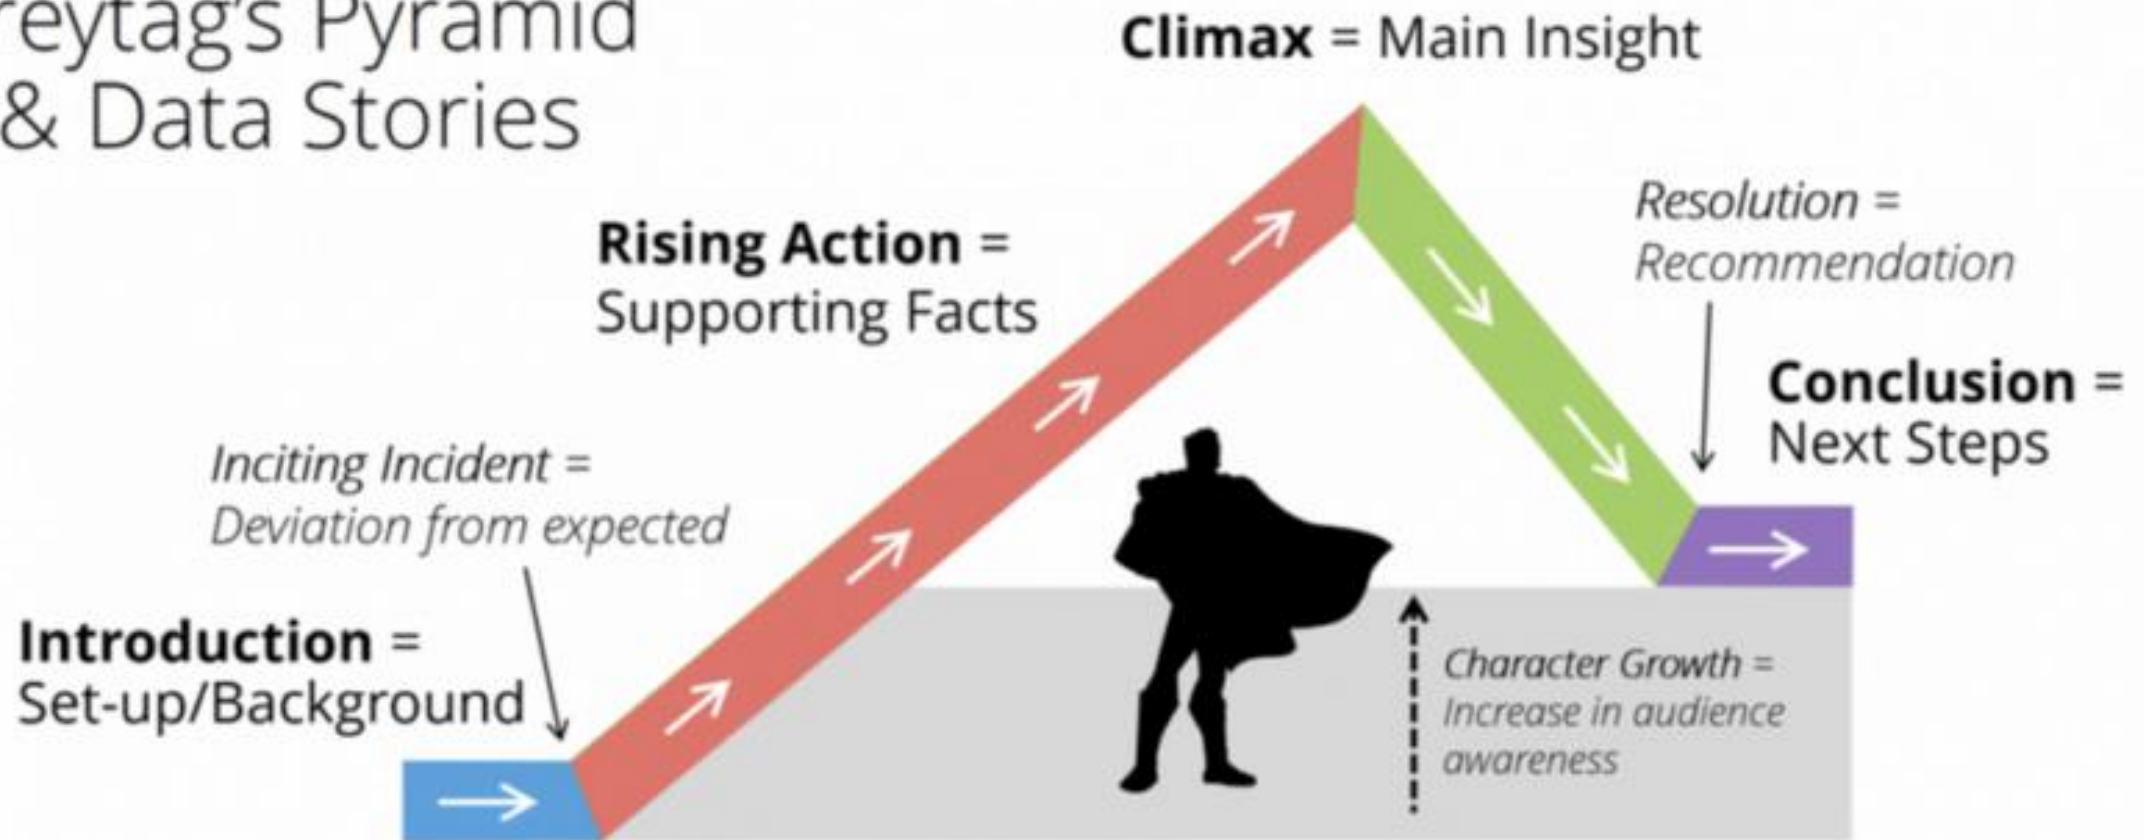 reytag's Pyramid
& Data Stories
Climax = Main Insight
Resolution =
Recommendation
Rising Action =
Supporting Facts
Conclusion =
Next Steps
Inciting Incident =
Deviation from expected
Introduction =
Set-up/Background
Character Growth =
Increase in audience
awareness